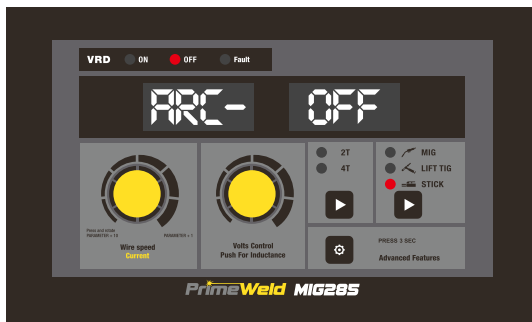 VRD ON OFF Fault
ARC- OFF
2T
4T
MIG
LIFT TIG
STICK
Wire speed
Current
Volts Control
Push For Inductance
PRESS 3 SEC
Advanced Features
PrimeWeld MIG285